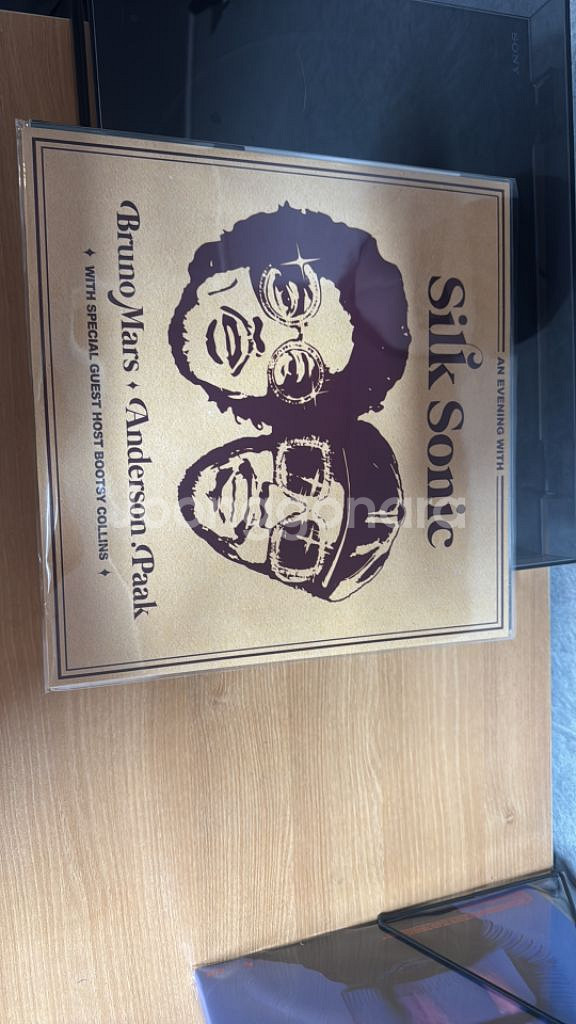 AN EVENING WITH
Silk Sonic
Bruno Mars ✦ Anderson .Paak
✦ WITH SPECIAL GUEST HOST BOOTSY COLLINS ✦
SONY